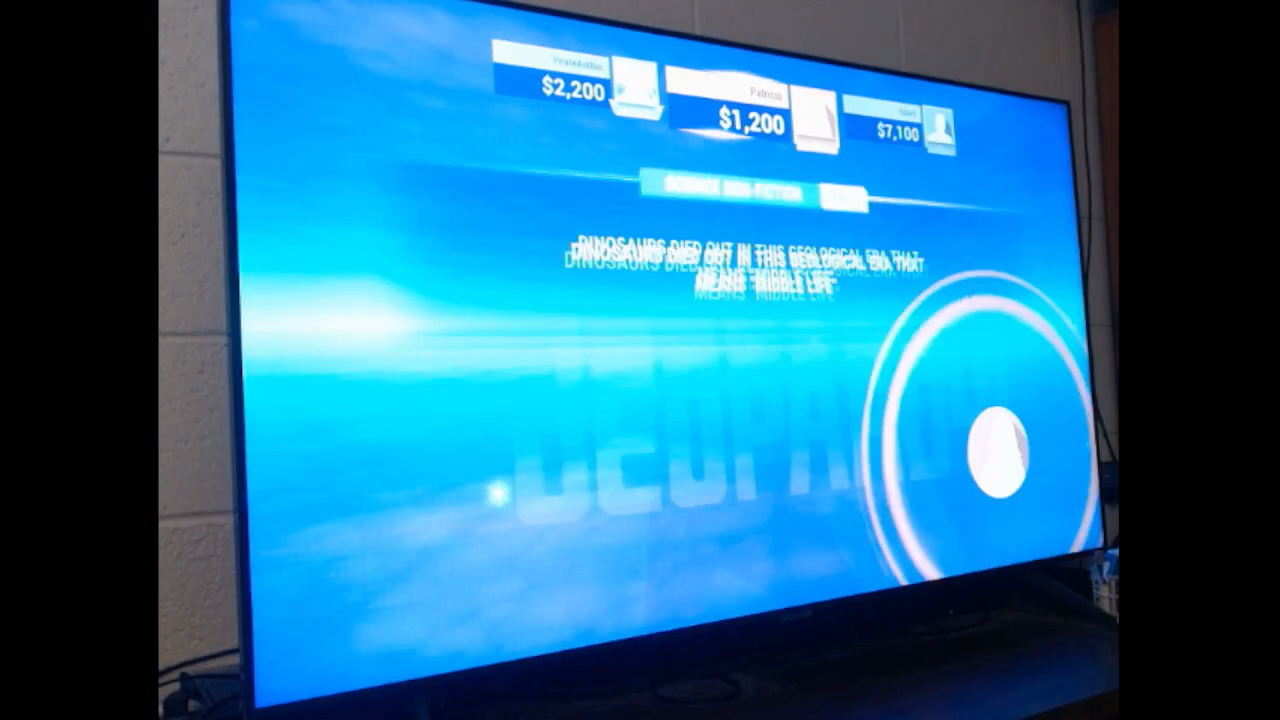 $2,200
Patricia
$1,200
$7,100
SCIENCE NON-FICTION
DINOSAURS DIED OUT IN THIS GEOLOGICAL ERA THAT
MEANS "MIDDLE LIFE"
JEOPARDY